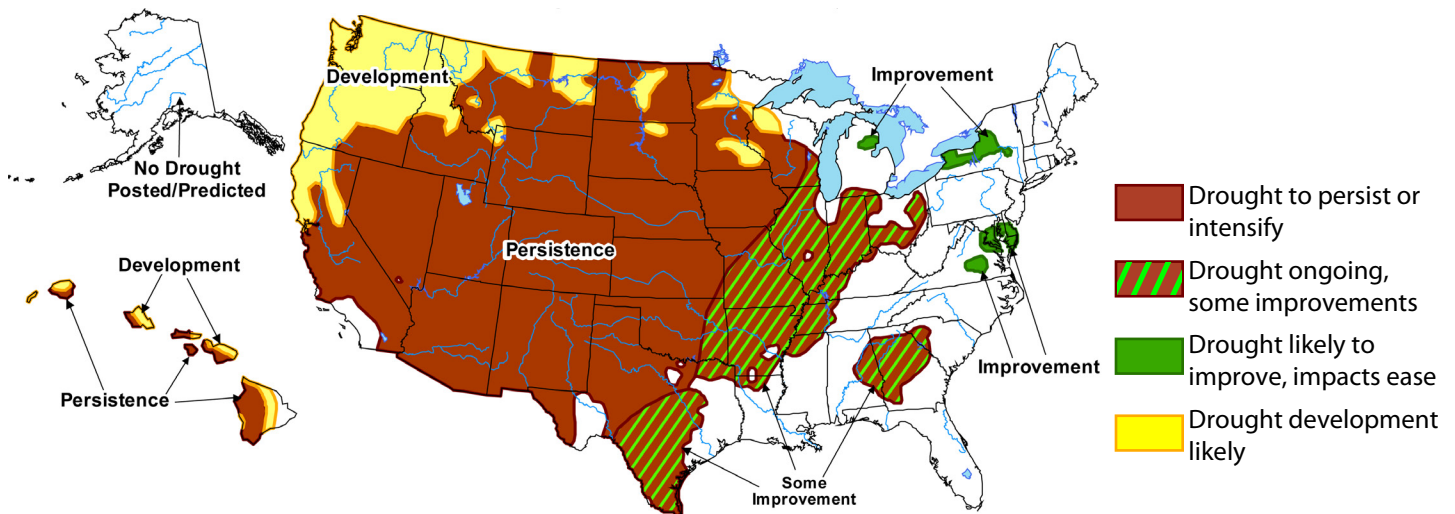 Development
Improvement
No Drought
Posted/Predicted
Persistence
Development
Persistence
Improvement
Some
Improvement
Drought to persist or
intensify
Drought ongoing,
some improvements
Drought likely to
improve, impacts ease
Drought development
likely